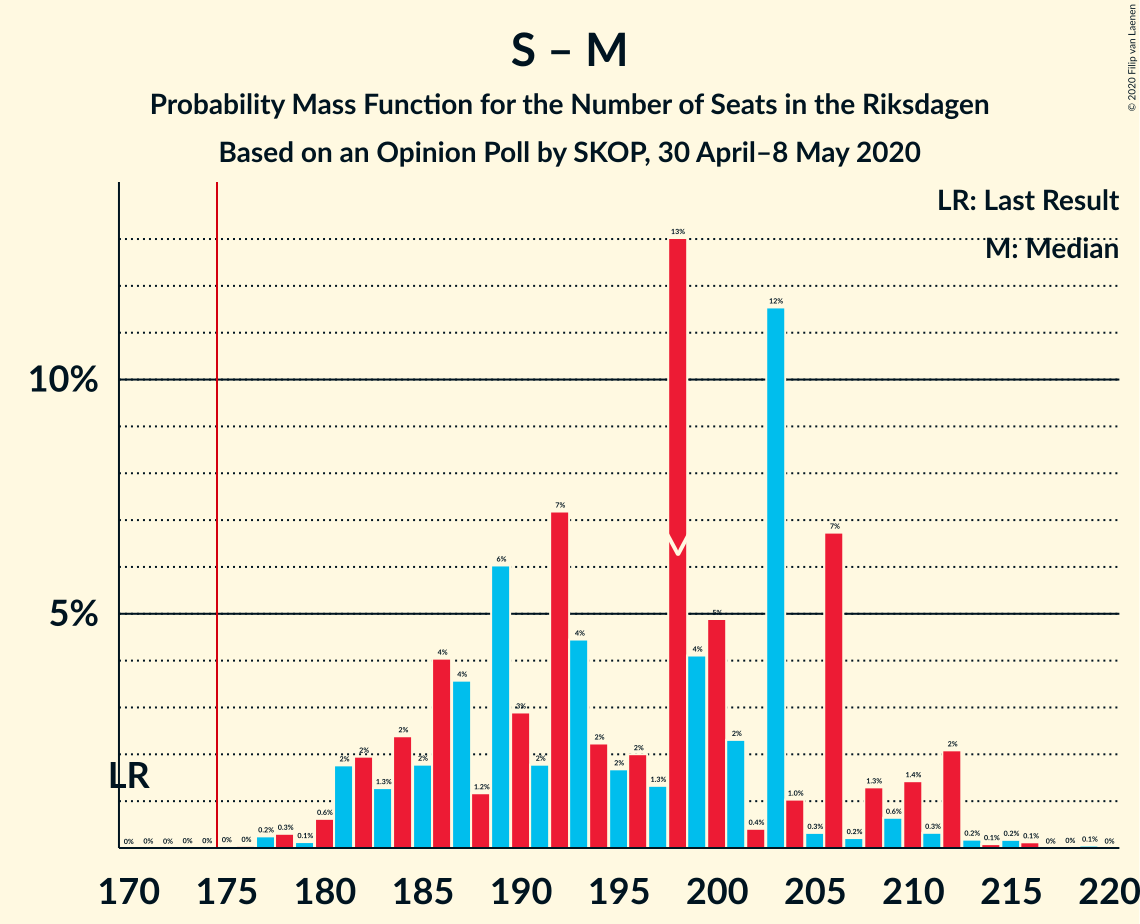 S – M
Probability Mass Function for the Number of Seats in the Riksdagen
Based on an Opinion Poll by SKOP, 30 April–8 May 2020
© 2020 Filip van Laenen
LR: Last Result
M: Median
10%
5%
LR
0% 0% 0% 0% 0% 0% 0% 0.2% 0.3% 0.1% 0.6% 2% 2% 1.3% 2% 2% 4% 4% 1.2% 6% 3% 2% 7% 4% 2% 2% 2% 1.3% 13% 4% 5% 2% 0.4% 12% 1.0% 0.3% 7% 0.2% 1.3% 0.6% 1.4% 0.3% 2% 0.2% 0.1% 0.2% 0.1% 0% 0% 0.1% 0%
170 175 180 185 190 195 200 205 210 215 220